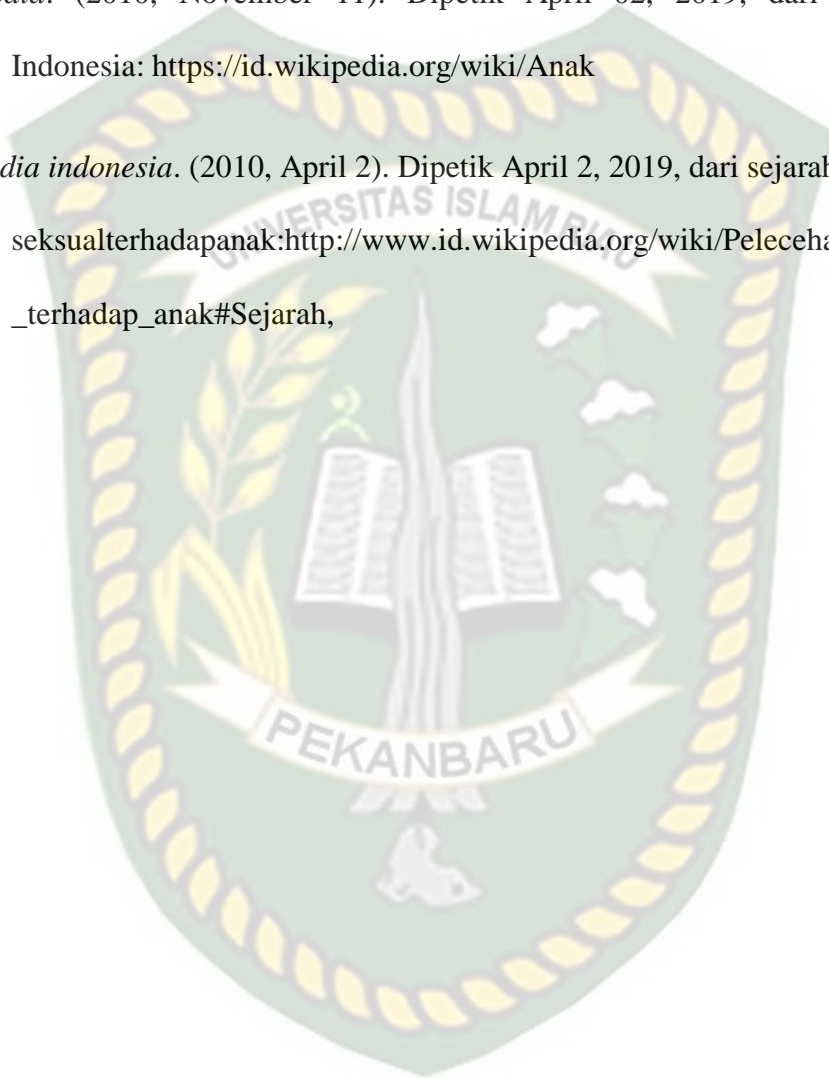 (2010, November 11). Dipetik April 02, 2019, dari
Indonesia: https://id.wikipedia.org/wiki/Anak
dia indonesia. (2010, April 2). Dipetik April 2, 2019, dari sejarah
seksualterhadapanak:http://www.id.wikipedia.org/wiki/Peleceha
_terhadap_anak#Sejarah,
UNIVERSITAS ISLAM RIAU
PEKANBARU